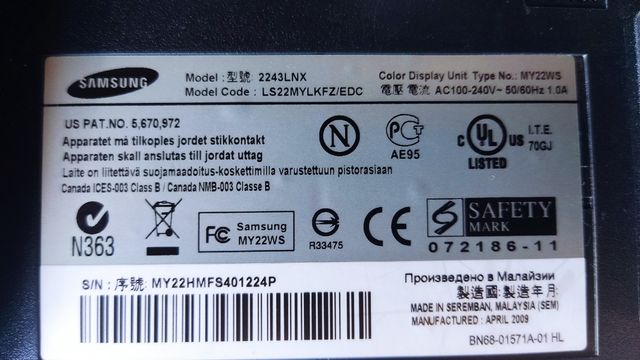 SAMSUNG
Model : 型號 : 2243LNX
Model Code : LS22MYLKFZ/EDC
Color Display Unit Type No.: MY22WS
電壓 電流 AC100-240V~ 50/60Hz 1.0A
US PAT.NO. 5,670,972
Apparatet må tilkoples jordet stikkontakt
Apparaten skall anslutas till jordat uttag
Laite on liitettävä suojamaadoitus-koskettimilla varustettuun pistorasiaan
Canada ICES-003 Class B / Canada NMB-003 Classe B
N
PCT
AE95
C UL US
LISTED
I.T.E.
70GJ
N363
FC Samsung
MY22WS
R33475
CE
S SAFETY
MARK
072186-11
S/N : 序號: MY22HMFS401224P
Произведено в Малайзии
製造國: 製造年月
MADE IN SEREMBAN, MALAYSIA (SEM)
MANUFACTURED : APRIL 2009
BN68-01571A-01 HL